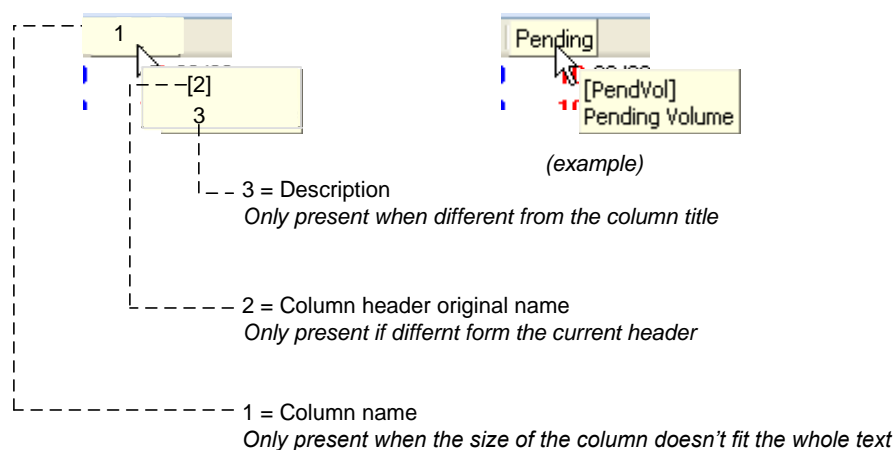 1
[2]
3
Pending
[PendVol]
Pending Volume
(example)
3 = Description
Only present when different from the column title
2 = Column header original name
Only present if differnt form the current header
1 = Column name
Only present when the size of the column doesn't fit the whole text